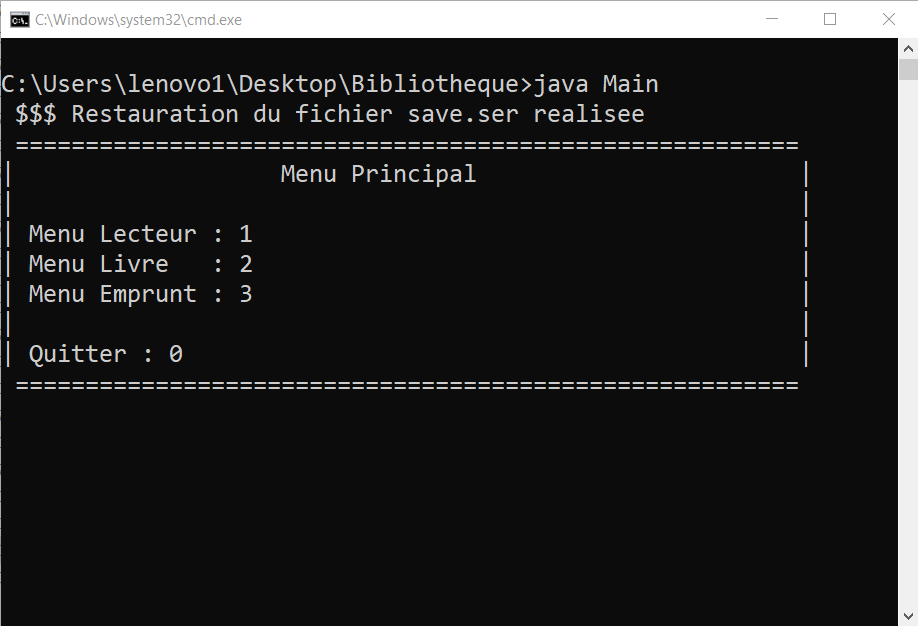 C:\Windows\system32\cmd.exe
C:\Users\lenovo1\Desktop\Bibliotheque>java Main
 $$$ Restauration du fichier save.ser realisee
 ========================================================
|                   Menu Principal                       |
|                                                        |
| Menu Lecteur : 1                                       |
| Menu Livre   : 2                                       |
| Menu Emprunt : 3                                       |
|                                                        |
| Quitter : 0                                            |
 ========================================================